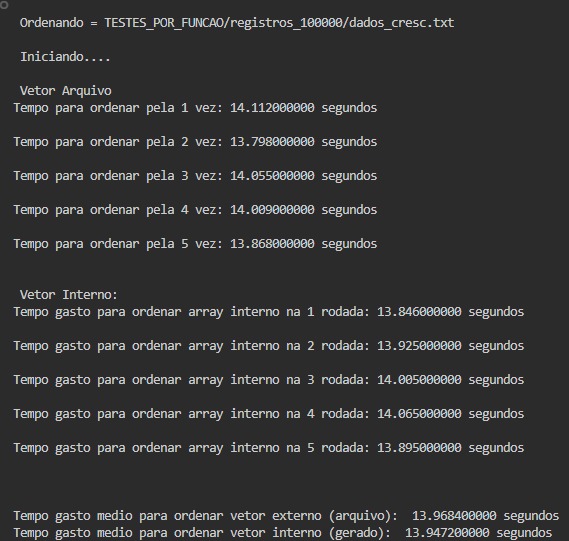 Ordenando = TESTES_POR_FUNCAO/registros_100000/dados_cresc.txt
Iniciando....
Vetor Arquivo
Tempo para ordenar pela 1 vez: 14.112000000 segundos
Tempo para ordenar pela 2 vez: 13.798000000 segundos
Tempo para ordenar pela 3 vez: 14.055000000 segundos
Tempo para ordenar pela 4 vez: 14.009000000 segundos
Tempo para ordenar pela 5 vez: 13.868000000 segundos
Vetor Interno:
Tempo gasto para ordenar array interno na 1 rodada: 13.846000000 segundos
Tempo gasto para ordenar array interno na 2 rodada: 13.925000000 segundos
Tempo gasto para ordenar array interno na 3 rodada: 14.005000000 segundos
Tempo gasto para ordenar array interno na 4 rodada: 14.065000000 segundos
Tempo gasto para ordenar array interno na 5 rodada: 13.895000000 segundos
Tempo gasto medio para ordenar vetor externo (arquivo):  13.968400000 segundos
Tempo gasto medio para ordenar vetor interno (gerado):  13.947200000 segundos